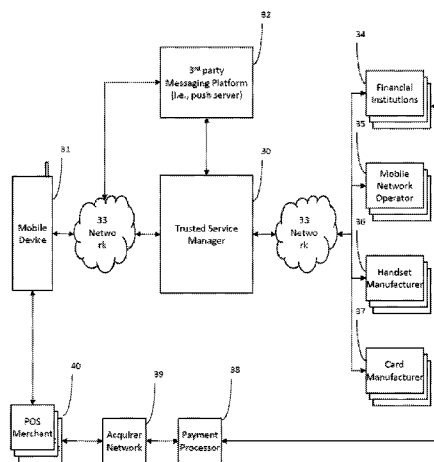 32
34
3rd party
Messaging Platform
(i.e., push server)
Financial
Institutions
35
31
30
Mobile
Network
Operator
Mobile
Device
33
Netwo
rk
Trusted Service
Manager
33
Netwo
rk
36
Handset
Manufacturer
37
Card
Manufacturer
40
39
38
POS
Merchant
Acquirer
Network
Payment
Processor